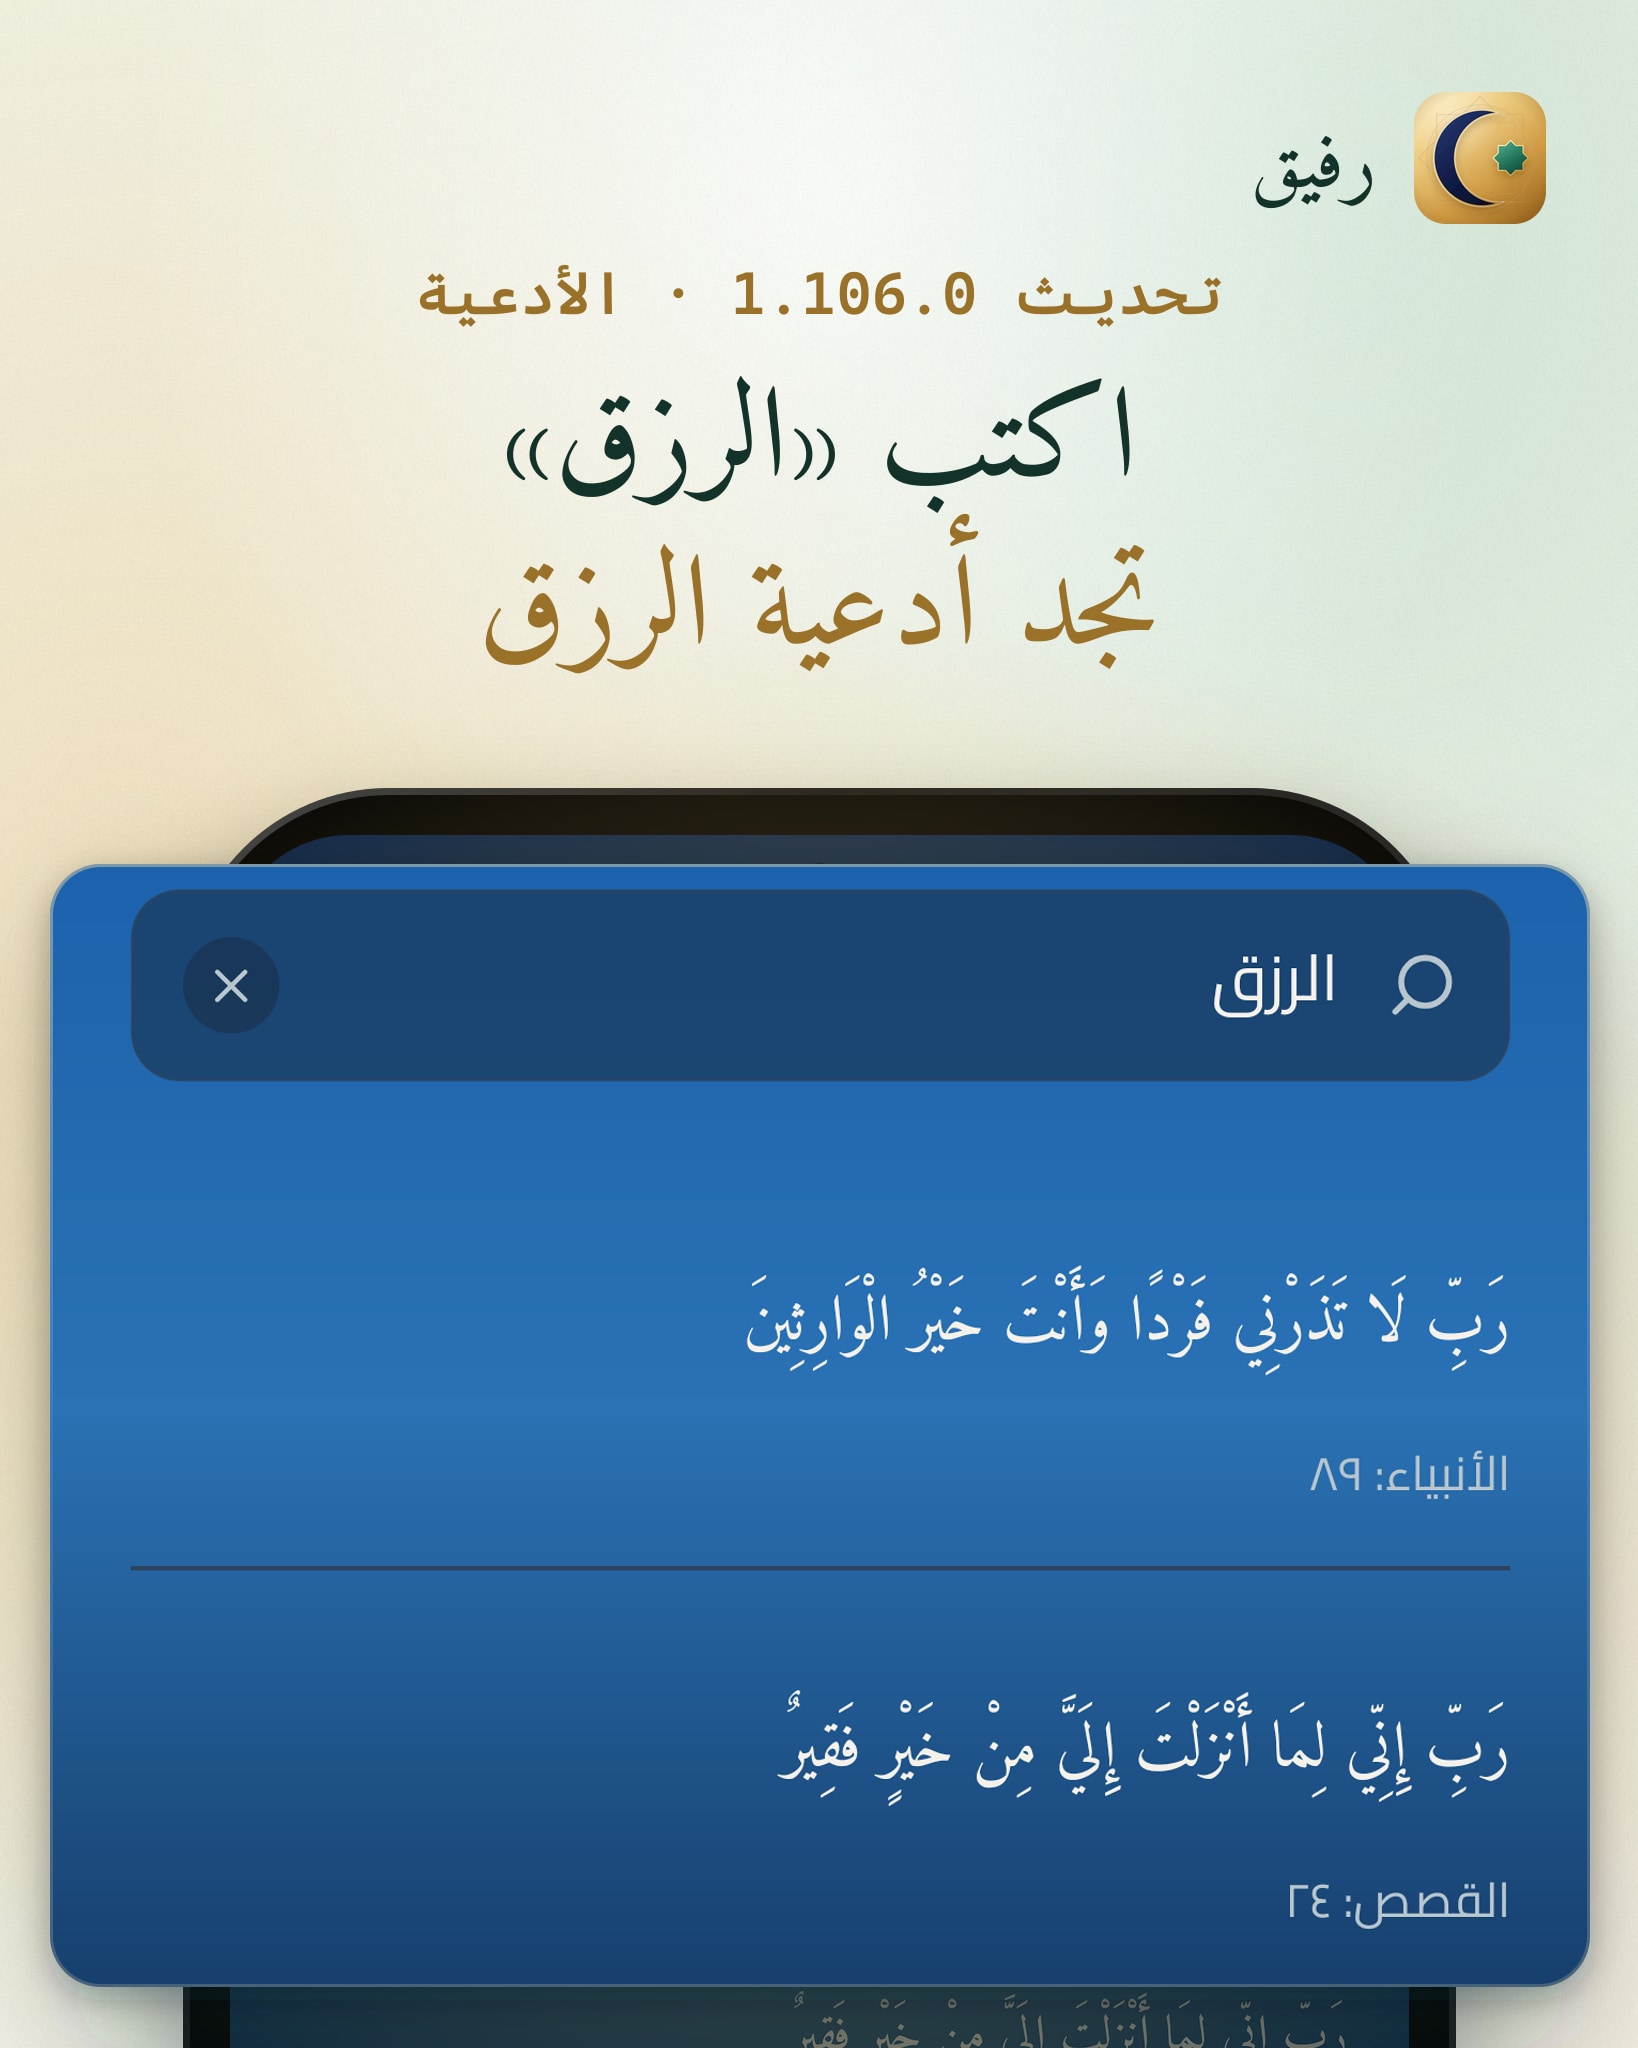 رفيق
تحديث 1.106.0 · الأدعية
اكتب «الرزق»
تجد أدعية الرزق
الرزق
رَبِّ لَا تَذَرْنِي فَرْدًا وَأَنْتَ خَيْرُ الْوَارِثِينَ
الأنبياء: ٨٩
رَبِّ إِنِّي لِمَا أَنْزَلْتَ إِلَيَّ مِنْ خَيْرٍ فَقِيرٌ
القصص: ٢٤
رَبِّ إِنِّي لِمَا أَنْزَلْتَ إِلَيَّ مِنْ خَيْرٍ فَقِيرٌ